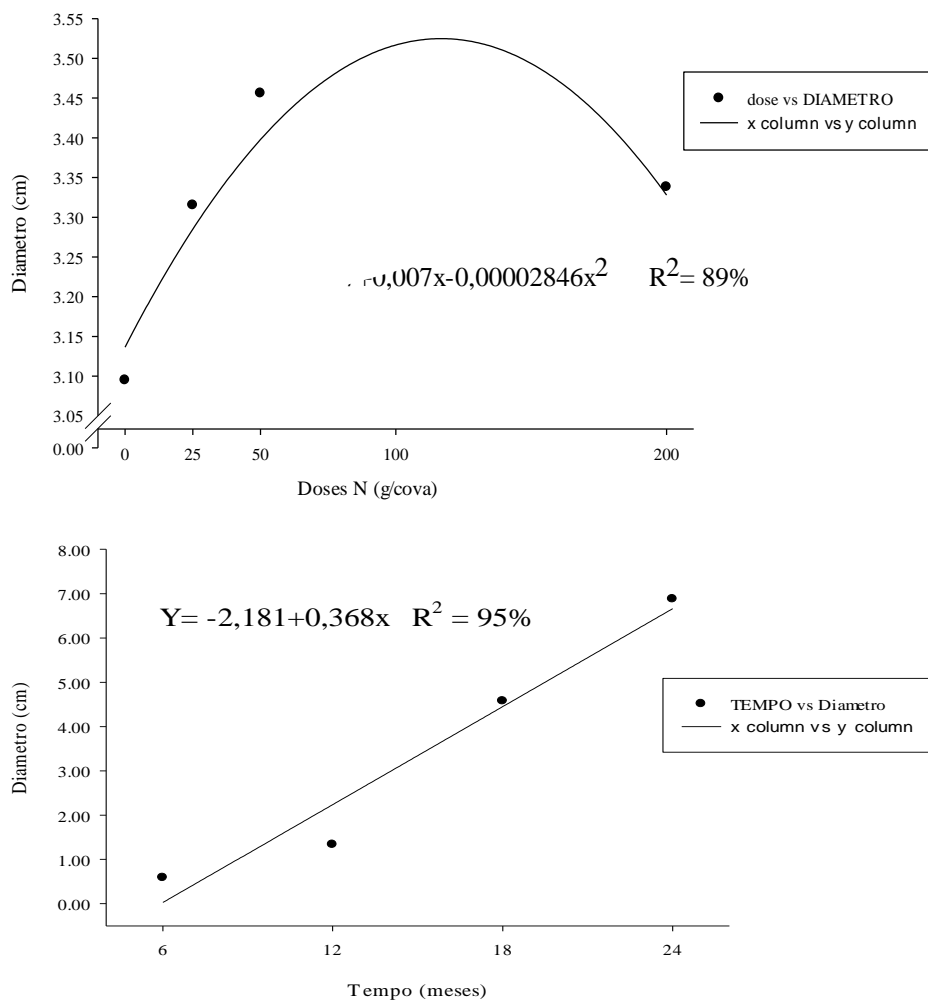 3.55
3.50
3.45
3.40
3.35
3.30
3.25
3.20
3.15
3.10
3.05
0.00
Diametro (cm)
dose vs DIAMETRO
x column vs y column
0,007x-0,00002846x² R²= 89%
0 25 50 100 200
Doses N (g/cova)
8.00
7.00
6.00
5.00
4.00
3.00
2.00
1.00
0.00
Diametro (cm)
Y= -2,181+0,368x R² = 95%
TEMPO vs Diametro
x column vs y column
6 12 18 24
Tempo (meses)